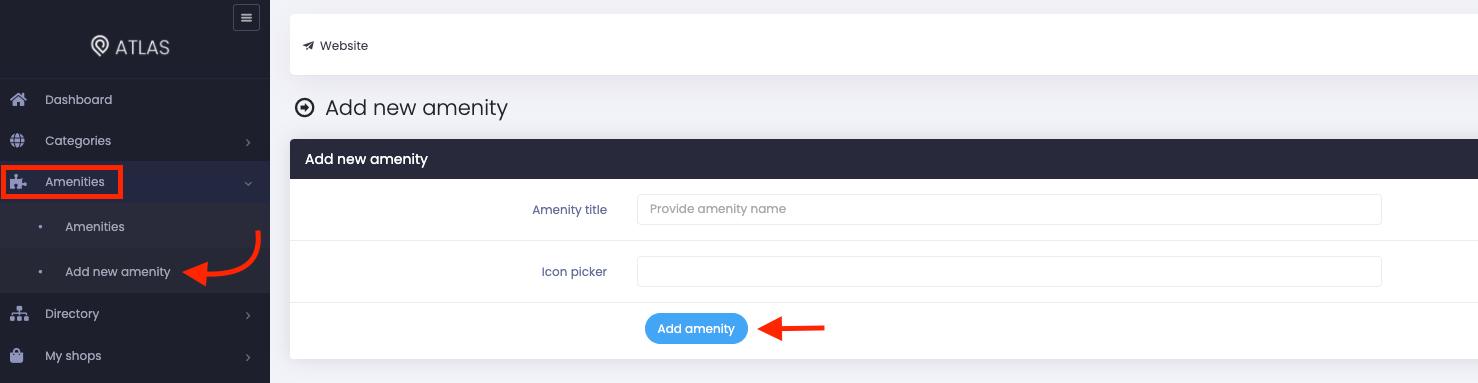 ATLAS
Dashboard
Categories
Amenities
Amenities
Add new amenity
Directory
My shops
Website
Add new amenity
Add new amenity
Amenity title
Provide amenity name
Icon picker
Add amenity